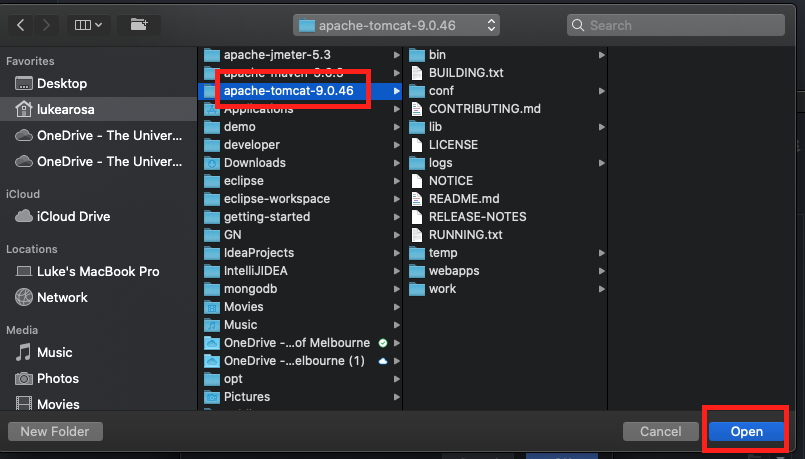 apache-tomcat-9.0.46
Search
Favorites
Desktop
lukearosa
OneDrive - The Univer...
OneDrive - The Univer...
iCloud
iCloud Drive
Locations
Luke's MacBook Pro
Network
Media
Music
Photos
Movies
apache-jmeter-5.3
apache-maven-3.6.3
apache-tomcat-9.0.46
Applications
demo
developer
Downloads
eclipse
eclipse-workspace
getting-started
GN
IdeaProjects
IntelliJIDEA
mongodb
Movies
Music
OneDrive -...of Melbourne
OneDrive -...elbourne (1)
opt
Pictures
bin
BUILDING.txt
conf
CONTRIBUTING.md
lib
LICENSE
logs
NOTICE
README.md
RELEASE-NOTES
RUNNING.txt
temp
webapps
work
New Folder
Cancel
Open